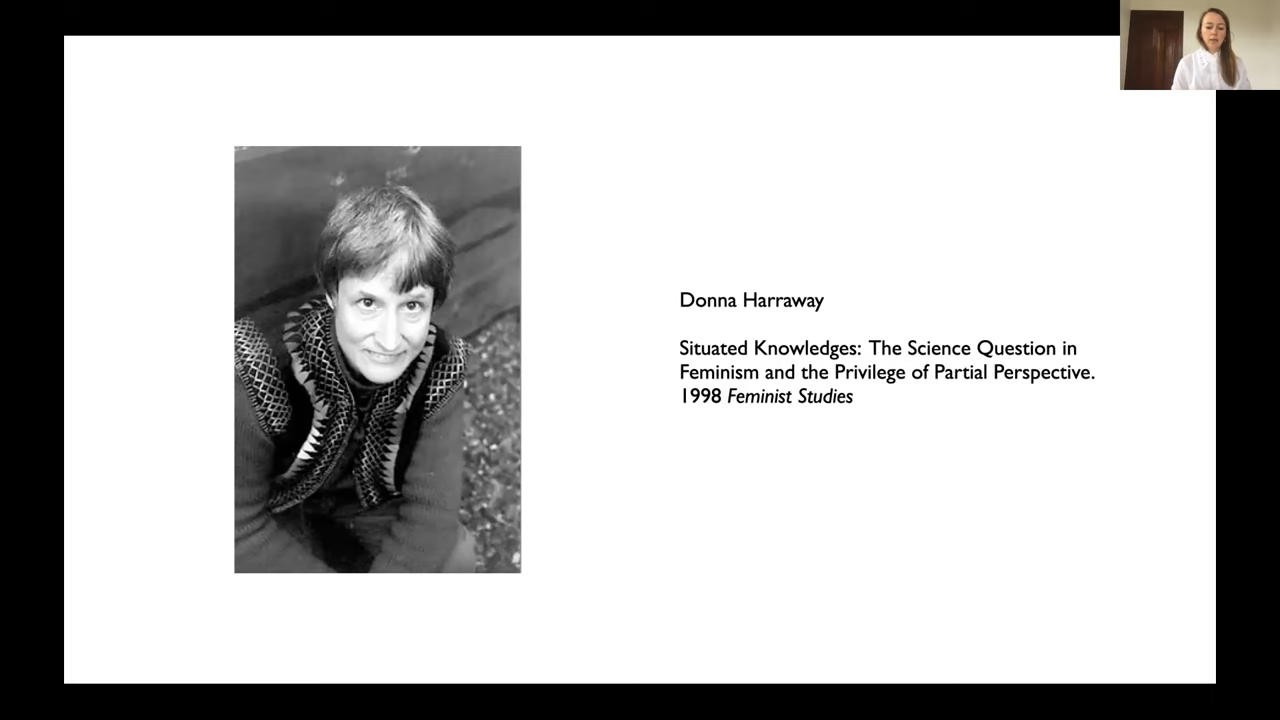 Donna Harraway
Situated Knowledges: The Science Question in
Feminism and the Privilege of Partial Perspective.
1998 Feminist Studies